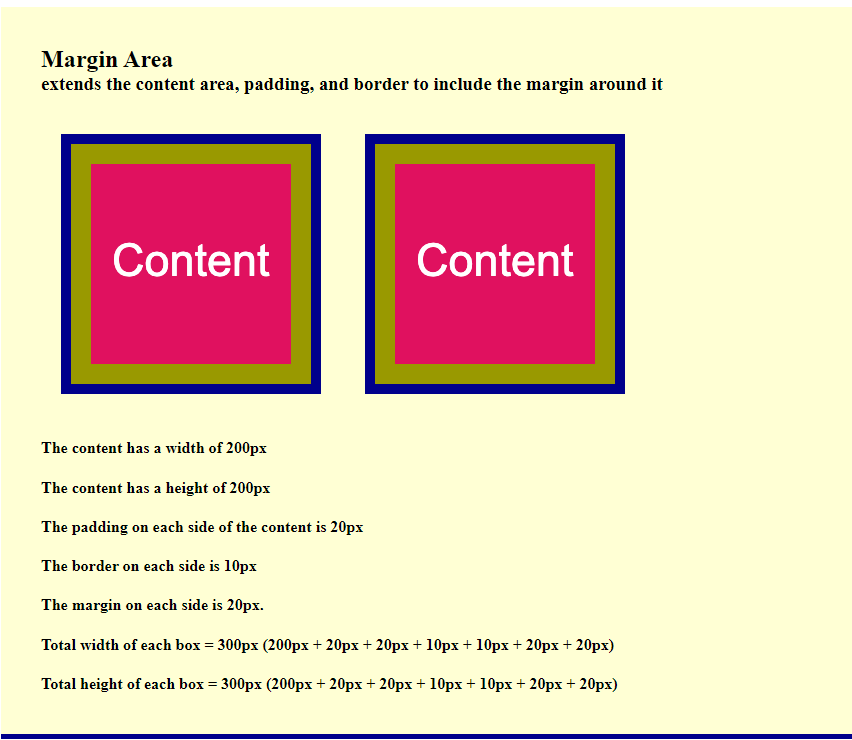 Margin Area
extends the content area, padding, and border to include the margin around it
Content Content
The content has a width of 200px
The content has a height of 200px
The padding on each side of the content is 20px
The border on each side is 10px
The margin on each side is 20px.
Total width of each box = 300px (200px + 20px + 20px + 10px + 10px + 20px + 20px)
Total height of each box = 300px (200px + 20px + 20px + 10px + 10px + 20px + 20px)